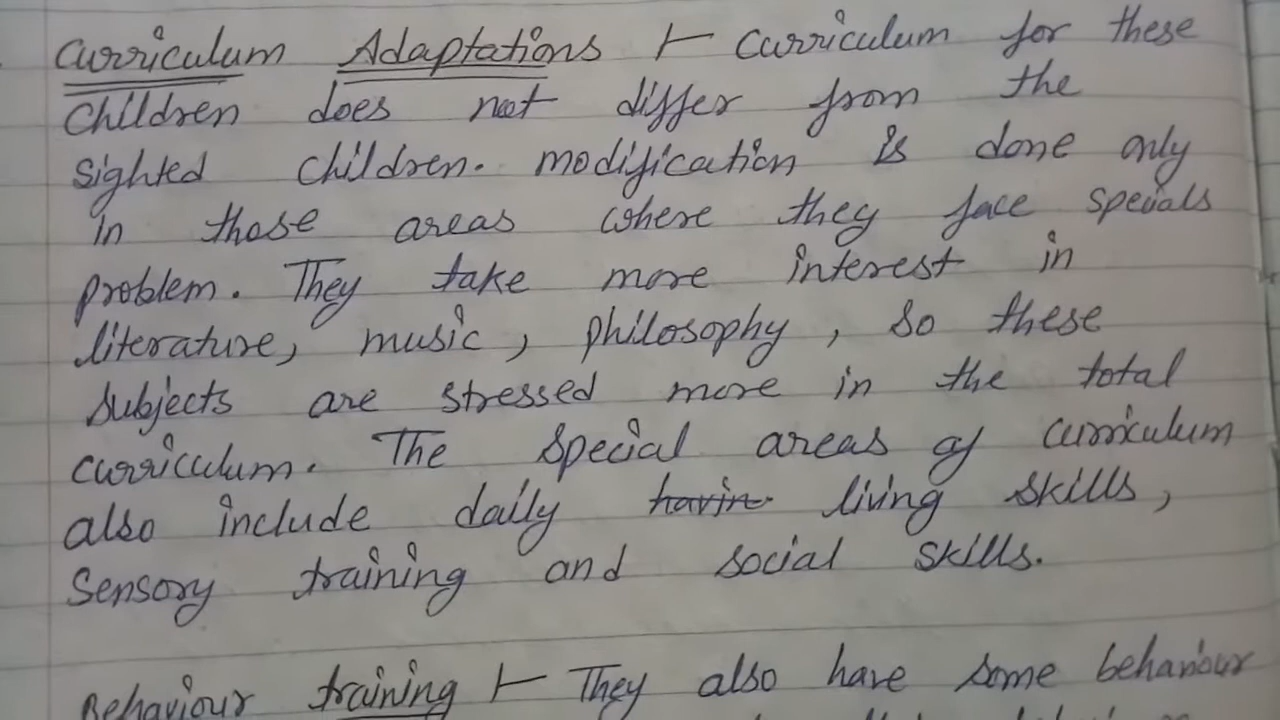 Curriculum Adaptations :- Curriculum for these
children does not differ from the
sighted children. modification is done only
in those areas where they face specials
problem. They take more interest in
literature, music, philosophy, so these
subjects are stressed more in the total
curriculum. The special areas of curriculum
also include daily havin living skills,
Sensory training and social skills.
Behaviour training :- They also have some behaviour